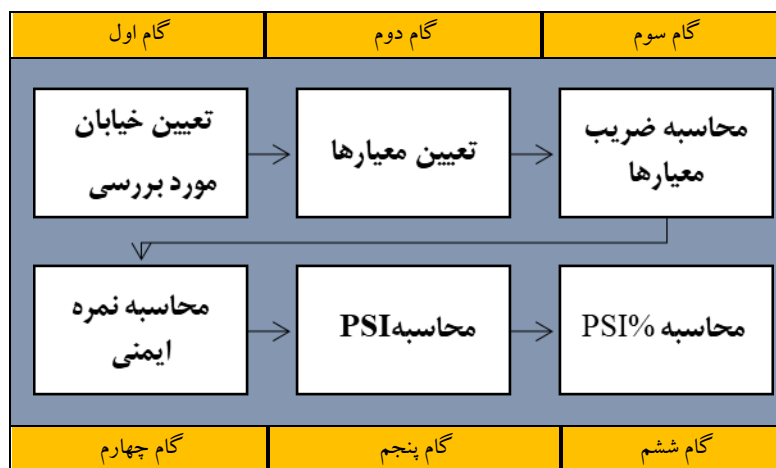 گام اول
گام دوم
گام سوم
تعیین خیابان
مورد بررسی
تعیین معیارها
محاسبه ضریب
معیارها
محاسبه نمره
ایمنی
محاسبهPSI
محاسبه PSI%
گام چهارم
گام پنجم
گام ششم